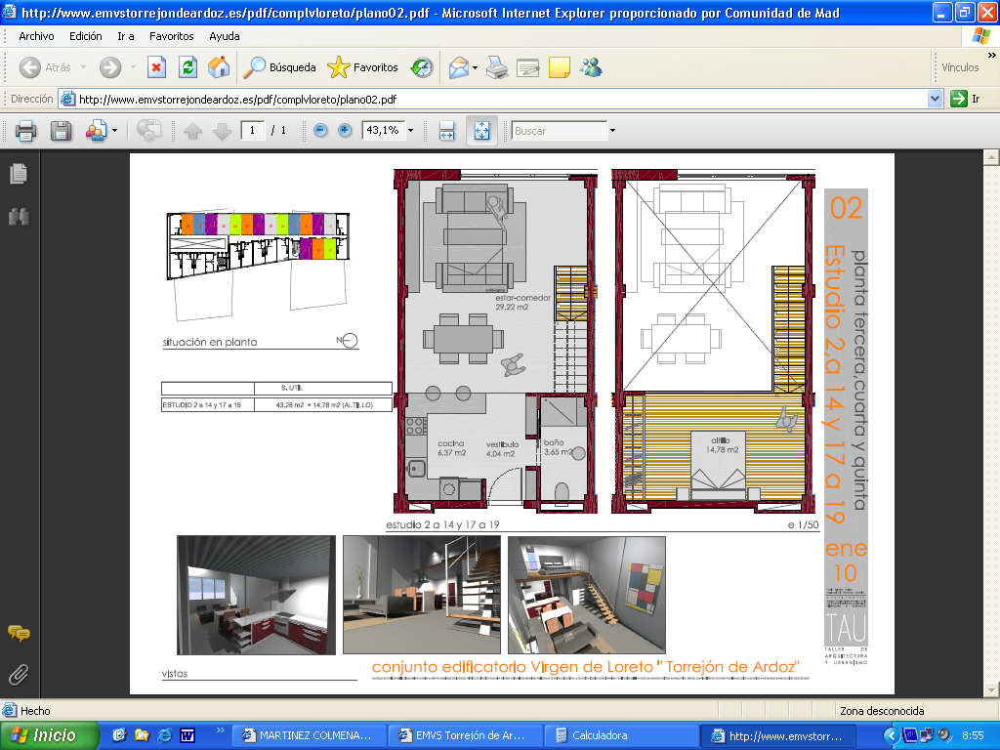 http://www.emvstorrejondeardoz.es/pdf/complvloreto/plano02.pdf - Microsoft Internet Explorer proporcionado por Comunidad de Mad
Archivo Edición Ir a Favoritos Ayuda
Atrás Búsqueda Favoritos Vínculos
Dirección http://www.emvstorrejondeardoz.es/pdf/complvloreto/plano02.pdf Ir
1 / 1 43,1% Buscar
situación en planta
N
S. UTIL
ESTUDIO 2 a 14 y 17 a 19 43,28 m2 + 14,78 m2 (ALTILLO)
estar-comedor
29,22 m2
cocina
6,37 m2
vestíbulo
4,04 m2
baño
3,65 m2
altillo
14,78 m2
estudio 2 a 14 y 17 a 19 e 1/50
02
planta tercera,cuarta y quinta
Estudio 2,a 14 y 17 a 19
ene
10
TAU
TALLER DE
ARQUITECTURA
Y URBANISMO
vistas
conjunto edificatorio Virgen de Loreto " Torrejón de Ardoz"
Hecho Zona desconocida
Inicio W MARTINEZ COLMENA... EMVS Torrejón de Ar... Calculadora http://www.emvstorr... 8:55